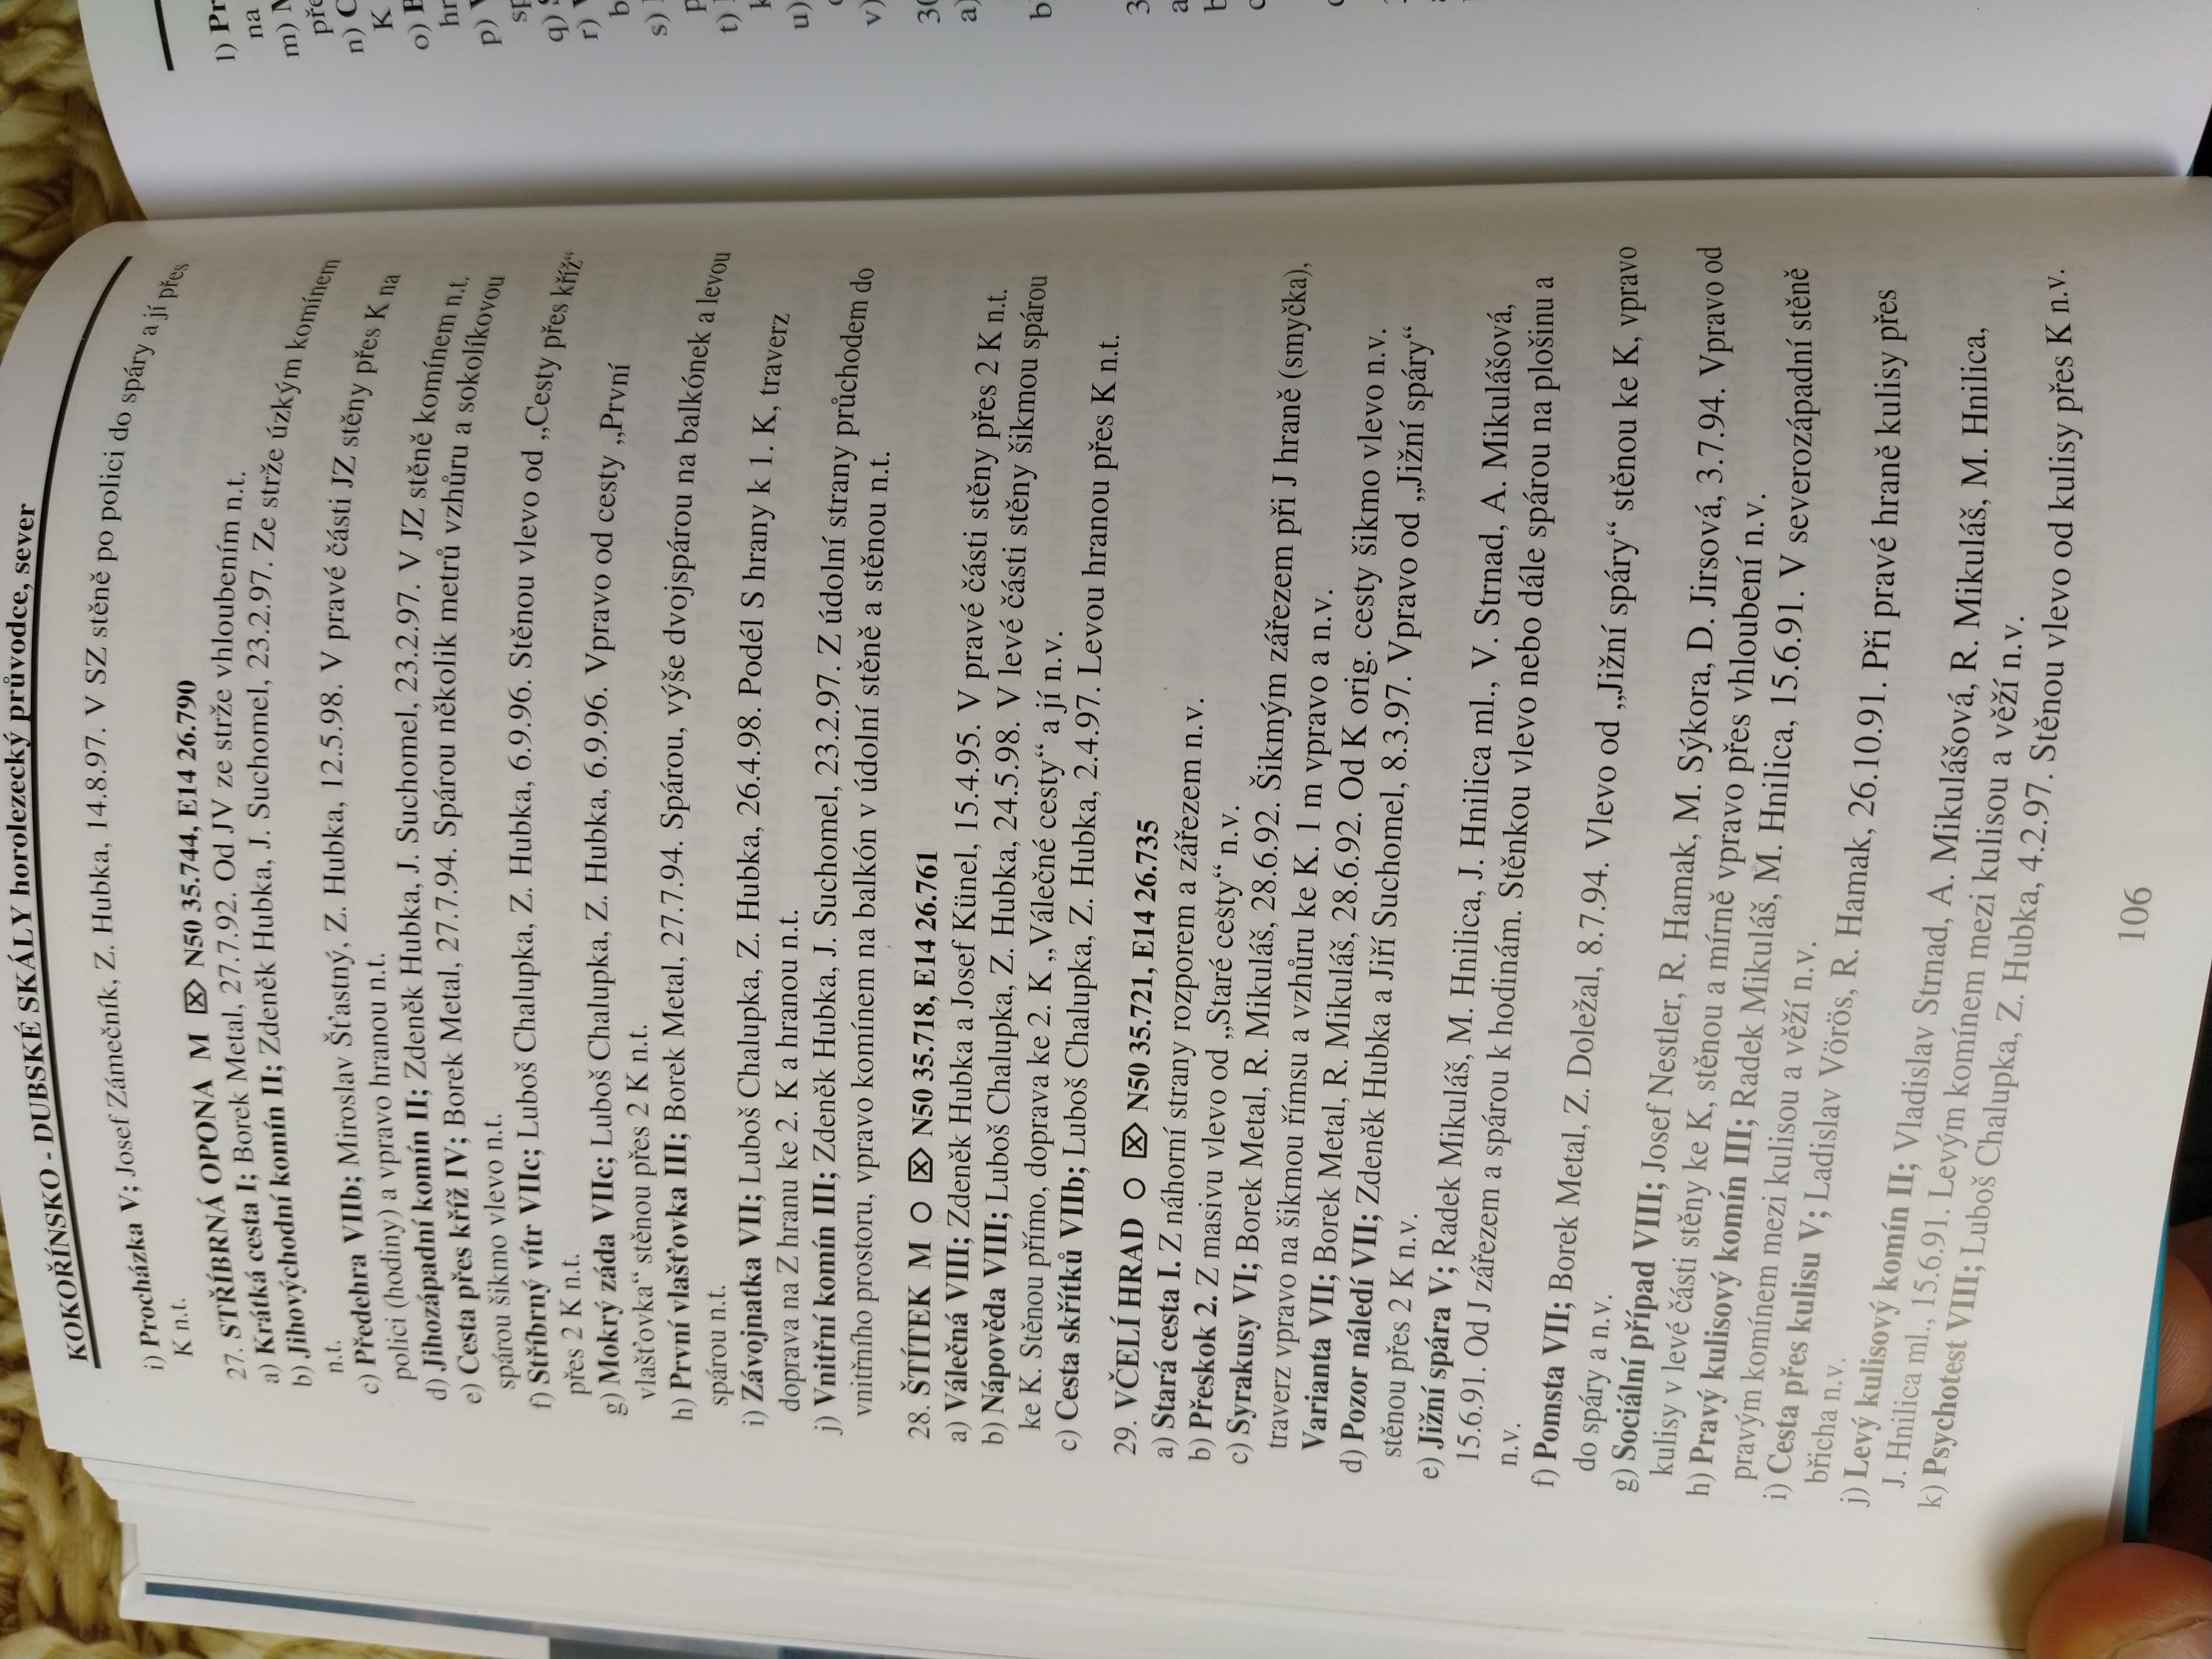 KOKOŘÍNSKO - DUBSKÉ SKÁLY horolezecký průvodce, sever
i) Procházka V; Josef Zámečník, Z. Hubka, 14.8.97. V SZ stěně po polici do spáry a jí přes
K n.t.
27. STŘÍBRNÁ OPONA M ⌦ N50 35.744, E14 26.790
a) Krátká cesta I; Borek Metal, 27.7.92. Od JV ze strže vhloubením n.t.
b) Jihovýchodní komín II; Zdeněk Hubka, J. Suchomel, 23.2.97. Ze strže úzkým komínem
n.t.
c) Předehra VIIb; Miroslav Šťastný, Z. Hubka, 12.5.98. V pravé části JZ stěny přes K na
polici (hodiny) a vpravo hranou n.t.
d) Jihozápadní komín II; Zdeněk Hubka, J. Suchomel, 23.2.97. V JZ stěně komínem n.t.
e) Cesta přes kříž IV; Borek Metal, 27.7.94. Spárou několik metrů vzhůru a sokolíkovou
spárou šikmo vlevo n.t.
f) Stříbrný vítr VIIc; Luboš Chalupka, Z. Hubka, 6.9.96. Stěnou vlevo od „Cesty přes kříž“
přes 2 K n.t.
g) Mokrý záda VIIc; Luboš Chalupka, Z. Hubka, 6.9.96. Vpravo od cesty „První
vlašťovka“ stěnou přes 2 K n.t.
h) První vlašťovka III; Borek Metal, 27.7.94. Spárou, výše dvojspárou na balkónek a levou
spárou n.t.
i) Závojnatka VII; Luboš Chalupka, Z. Hubka, 26.4.98. Podél S hrany k 1. K, traverz
doprava na Z hranu ke 2. K a hranou n.t.
j) Vnitřní komín III; Zdeněk Hubka, J. Suchomel, 23.2.97. Z údolní strany průchodem do
vnitřního prostoru, vpravo komínem na balkón v údolní stěně a stěnou n.t.
28. ŠTÍTEK M O ⌦ N50 35.718, E14 26.761
a) Válečná VIII; Zdeněk Hubka a Josef Künel, 15.4.95. V pravé části stěny přes 2 K n.t.
b) Nápověda VIII; Luboš Chalupka, Z. Hubka, 24.5.98. V levé části stěny šikmou spárou
ke K. Stěnou přímo, doprava ke 2. K „Válečné cesty“ a jí n.v.
c) Cesta skřítků VIIb; Luboš Chalupka, Z. Hubka, 2.4.97. Levou hranou přes K n.t.
29. VČELÍ HRAD O ⌦ N50 35.721, E14 26.735
a) Stará cesta I. Z náhorní strany rozporem a zářezem n.v.
b) Přeskok 2. Z masivu vlevo od „Staré cesty“ n.v.
c) Syrakusy VI; Borek Metal, R. Mikuláš, 28.6.92. Šikmým zářezem při J hraně (smyčka),
traverz vpravo na šikmou římsu a vzhůru ke K. 1 m vpravo a n.v.
Varianta VII; Borek Metal, R. Mikuláš, 28.6.92. Od K orig. cesty šikmo vlevo n.v.
d) Pozor náledí VII; Zdeněk Hubka a Jiří Suchomel, 8.3.97. Vpravo od „Jižní spáry“
stěnou přes 2 K n.v.
e) Jižní spára V; Radek Mikuláš, M. Hnilica, J. Hnilica ml., V. Strnad, A. Mikulášová,
15.6.91. Od J zářezem a spárou k hodinám. Stěnkou vlevo nebo dále spárou na plošinu a
n.v.
f) Pomsta VII; Borek Metal, Z. Doležal, 8.7.94. Vlevo od „Jižní spáry“ stěnou ke K, vpravo
do spáry a n.v.
g) Sociální případ VIII; Josef Nestler, R. Hamak, M. Sýkora, D. Jirsová, 3.7.94. Vpravo od
kulisy v levé části stěny ke K, stěnou a mírně vpravo přes vhloubení n.v.
h) Pravý kulisový komín III; Radek Mikuláš, M. Hnilica, 15.6.91. V severozápadní stěně
pravým komínem mezi kulisou a věží n.v.
i) Cesta přes kulisu V; Ladislav Vörös, R. Hamak, 26.10.91. Při pravé hraně kulisy přes
břicha n.v.
j) Levý kulisový komín II; Vladislav Strnad, A. Mikulášová, R. Mikuláš, M. Hnilica,
J. Hnilica ml., 15.6.91. Levým komínem mezi kulisou a věží n.v.
k) Psychotest VIII; Luboš Chalupka, Z. Hubka, 4.2.97. Stěnou vlevo od kulisy přes K n.v.
106
l) Pr
na
m)
pře
n)
K
o)
hr
p)
sp
q)
r)
b
s)
p
t)
k
u)
v)
30
a)
b
3
a
b
c